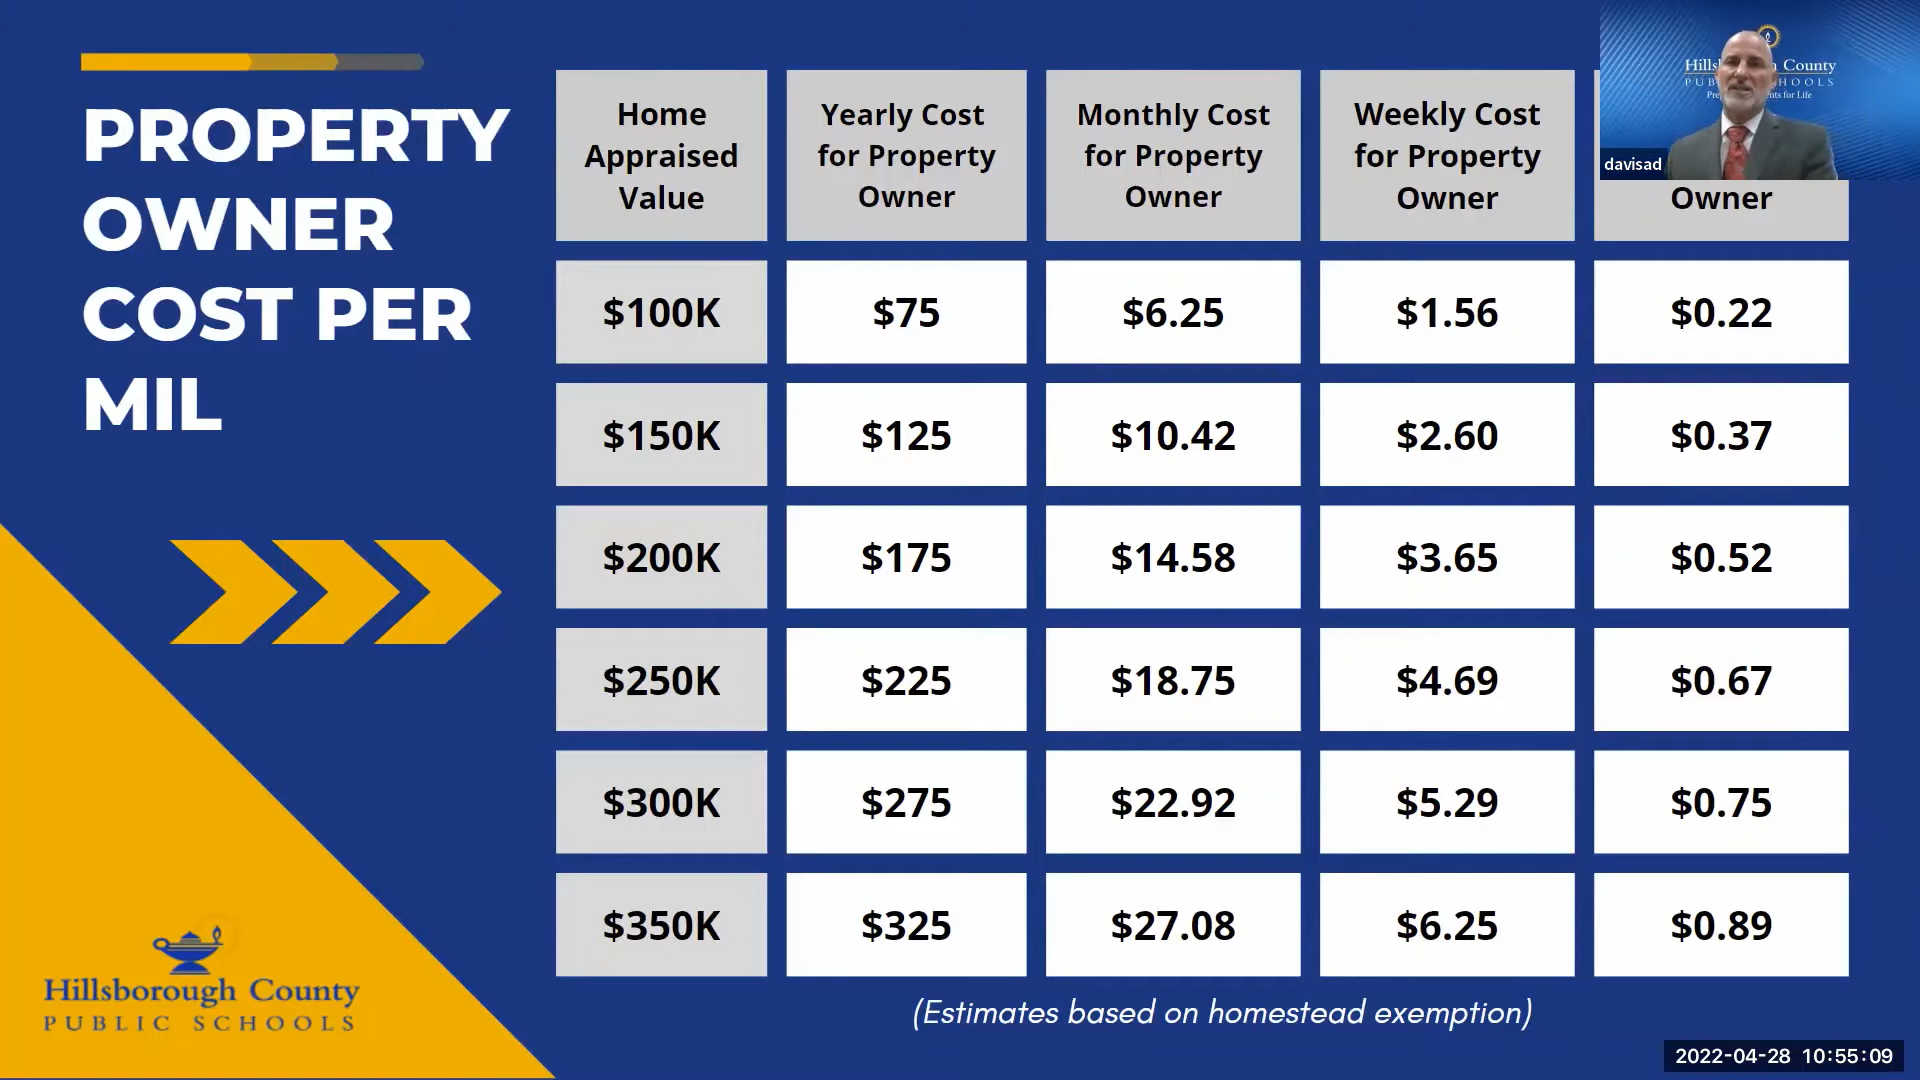 PROPERTY
OWNER
COST PER
MIL
Home
Appraised
Value
Yearly Cost
for Property
Owner
Monthly Cost
for Property
Owner
Weekly Cost
for Property
Owner
Owner
$100K $75 $6.25 $1.56 $0.22
$150K $125 $10.42 $2.60 $0.37
$200K $175 $14.58 $3.65 $0.52
$250K $225 $18.75 $4.69 $0.67
$300K $275 $22.92 $5.29 $0.75
$350K $325 $27.08 $6.25 $0.89
(Estimates based on homestead exemption)
Hillsborough County
PUBLIC SCHOOLS
County
for Life
davisad
2022-04-28 10:55:09